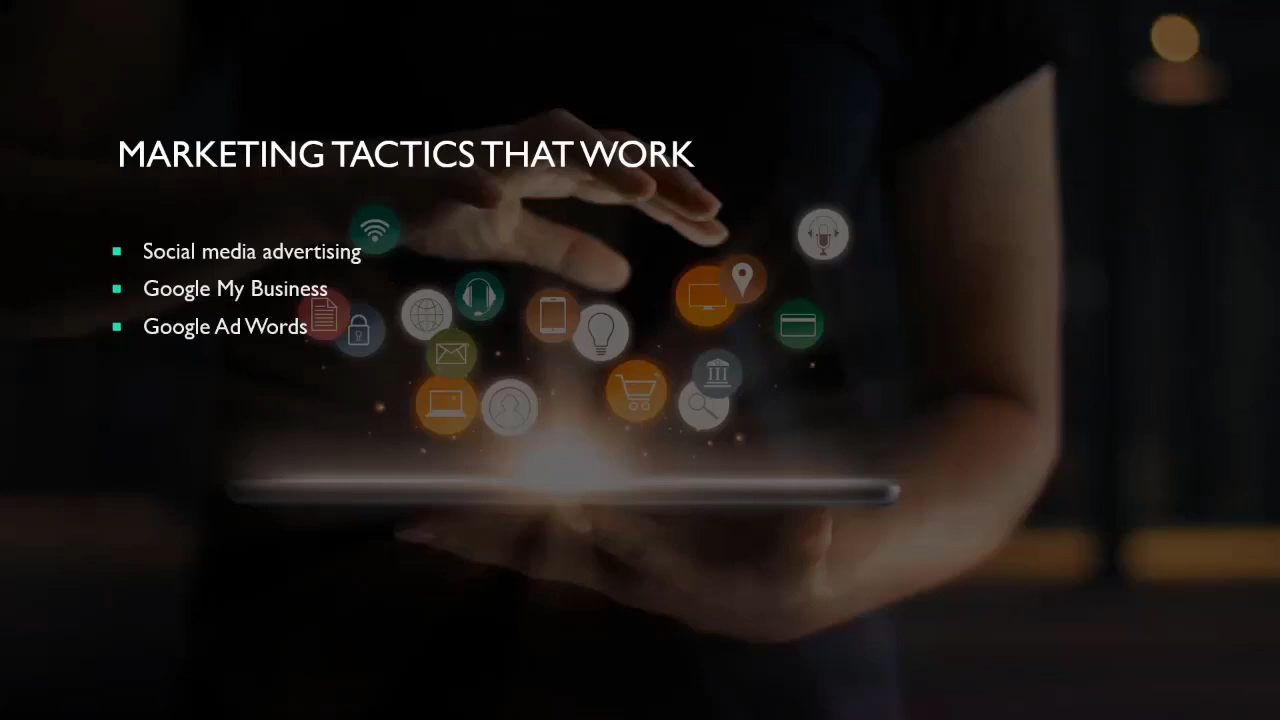 MARKETING TACTICS THAT WORK
Social media advertising
Google My Business
Google Ad Words